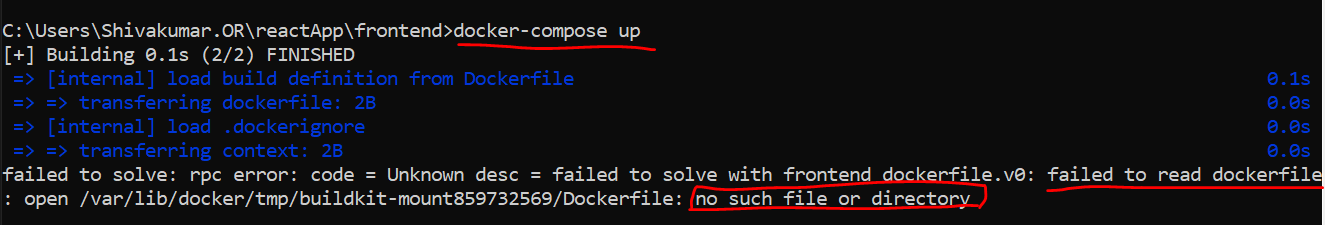 C:\Users\Shivakumar.OR\reactApp\frontend>docker-compose up
[+] Building 0.1s (2/2) FINISHED
=> [internal] load build definition from Dockerfile 0.1s
=> => transferring dockerfile: 2B 0.0s
=> [internal] load .dockerignore 0.0s
=> => transferring context: 2B 0.0s
failed to solve: rpc error: code = Unknown desc = failed to solve with frontend dockerfile.v0: failed to read dockerfile
: open /var/lib/docker/tmp/buildkit-mount859732569/Dockerfile: no such file or directory